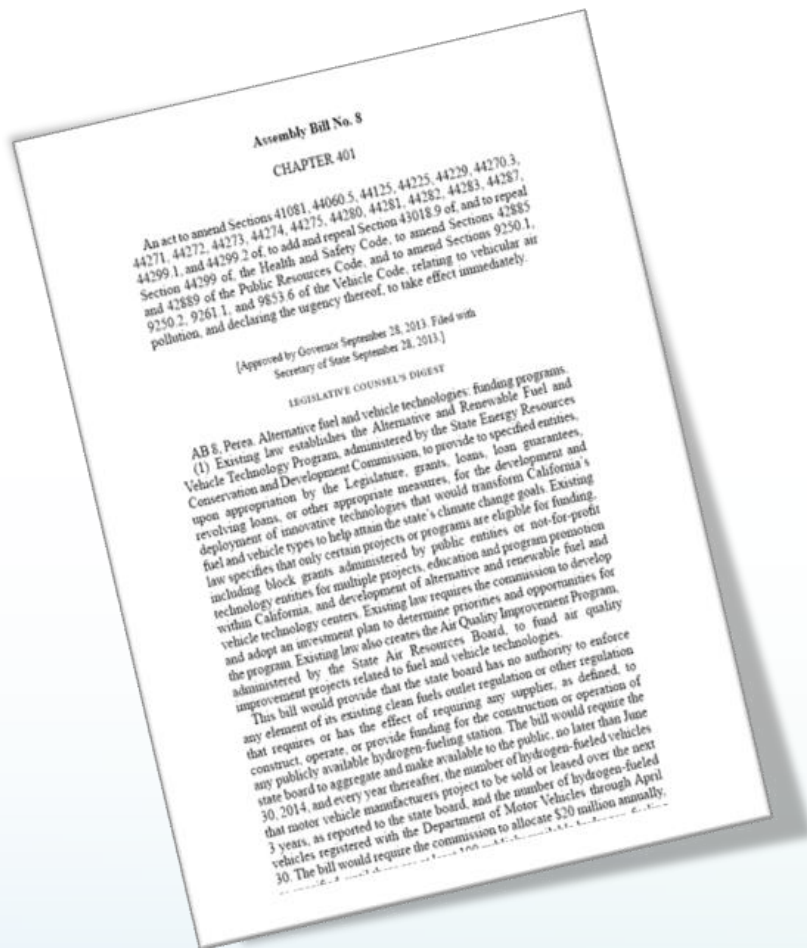 Assembly Bill No. 8
CHAPTER 401
An act to amend Sections 41081, 44060.5, 44125, 44225, 44229, 44270.3,
44271, 44272, 44273, 44274, 44275, 44280, 44281, 44282, 44283, 44287,
44299.1, and 44299.2 of, to add and repeal Section 43018.9 of, and to repeal
Section 44299 of, the Health and Safety Code, to amend Sections 42885
and 42889 of the Public Resources Code, and to amend Sections 9250.1,
9250.2, 9261.1, and 9853.6 of the Vehicle Code, relating to vehicular air
pollution, and declaring the urgency thereof, to take effect immediately.
[Approved by Governor September 28, 2013. Filed with
Secretary of State September 28, 2013.]
LEGISLATIVE COUNSEL'S DIGEST
AB 8, Perea. Alternative fuel and vehicle technologies: funding programs.
(1) Existing law establishes the Alternative and Renewable Fuel and
Vehicle Technology Program, administered by the State Energy Resources
Conservation and Development Commission, to provide to specified entities,
upon appropriation by the Legislature, grants, loans, loan guarantees,
revolving loans, or other appropriate measures, for the development and
deployment of innovative technologies that would transform California's
fuel and vehicle types to help attain the state's climate change goals. Existing
law specifies that only certain projects or programs are eligible for funding,
including block grants administered by public entities or not-for-profit
technology entities for multiple projects, education and program promotion
within California, and development of alternative and renewable fuel and
vehicle technology centers. Existing law requires the commission to develop
and adopt an investment plan to determine priorities and opportunities for
the program. Existing law also creates the Air Quality Improvement Program,
administered by the State Air Resources Board, to fund air quality
improvement projects related to fuel and vehicle technologies.
This bill would provide that the state board has no authority to enforce
any element of its existing clean fuels outlet regulation or other regulation
that requires or has the effect of requiring any supplier, as defined, to
construct, operate, or provide funding for the construction or operation of
any publicly available hydrogen-fueling station. The bill would require the
state board to aggregate and make available to the public, no later than June
30, 2014, and every year thereafter, the number of hydrogen-fueled vehicles
that motor vehicle manufacturers project to be sold or leased over the next
3 years, as reported to the state board, and the number of hydrogen-fueled
vehicles registered with the Department of Motor Vehicles through April
30. The bill would require the commission to allocate $20 million annually,